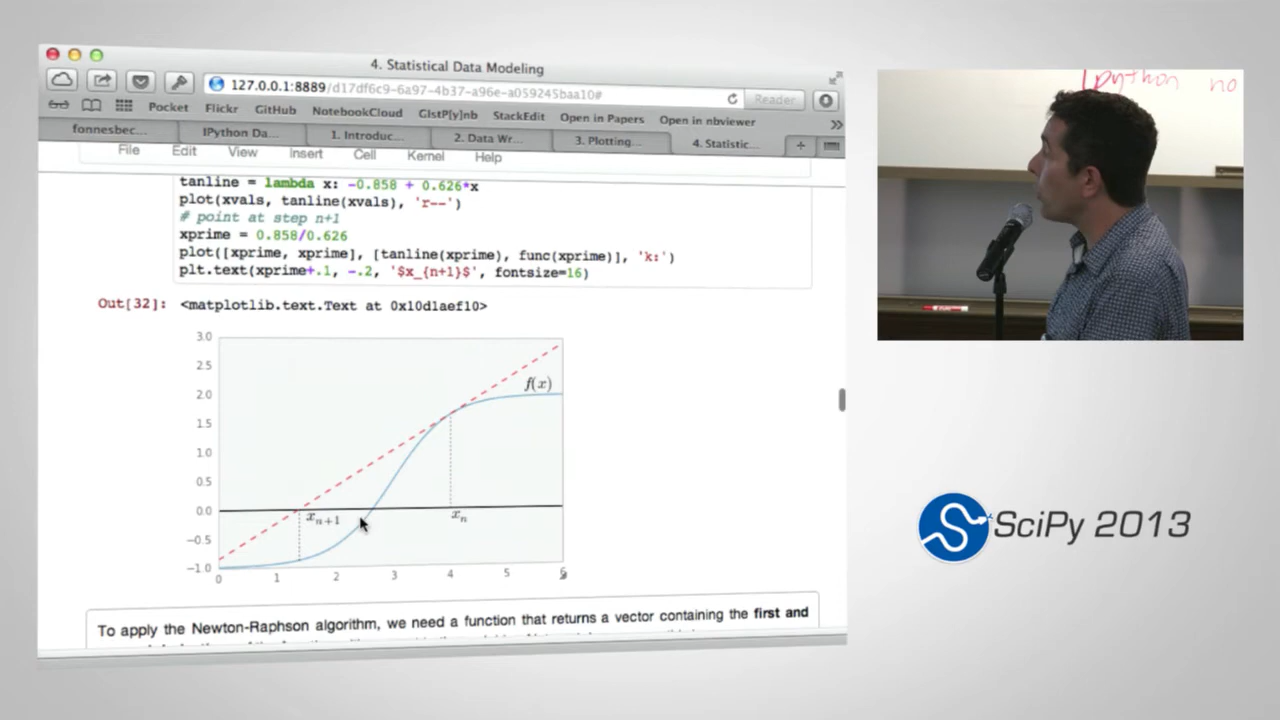 4. Statistical Data Modeling
127.0.0.1:8889/d17df6c9-6a97-4b37-a96e-a059245baa10#
Reader
Pocket Flickr GitHub NotebookCloud GIstP[y]nb StackEdit Open in Papers Open in nbviewer
fonnesbec... IPython Da... 1. Introduc... 2. Data Wr... 3. Plotting... 4. Statistic...
File Edit View Insert Cell Kernel Help
tanline = lambda x: -0.858 + 0.626*x
plot(xvals, tanline(xvals), 'r--')
# point at step n+1
xprime = 0.858/0.626
plot([xprime, xprime], [tanline(xprime), func(xprime)], 'k:')
plt.text(xprime+.1, -.2, '$x_{n+1}$', fontsize=16)
Out[32]: <matplotlib.text.Text at 0x10d1aef10>
3.0
2.5
2.0
1.5
1.0
0.5
0.0
−0.5
−1.0
f(x)
x_{n+1} x_n
0 1 2 3 4 5
To apply the Newton-Raphson algorithm, we need a function that returns a vector containing the first and
Ipython no
SciPy 2013